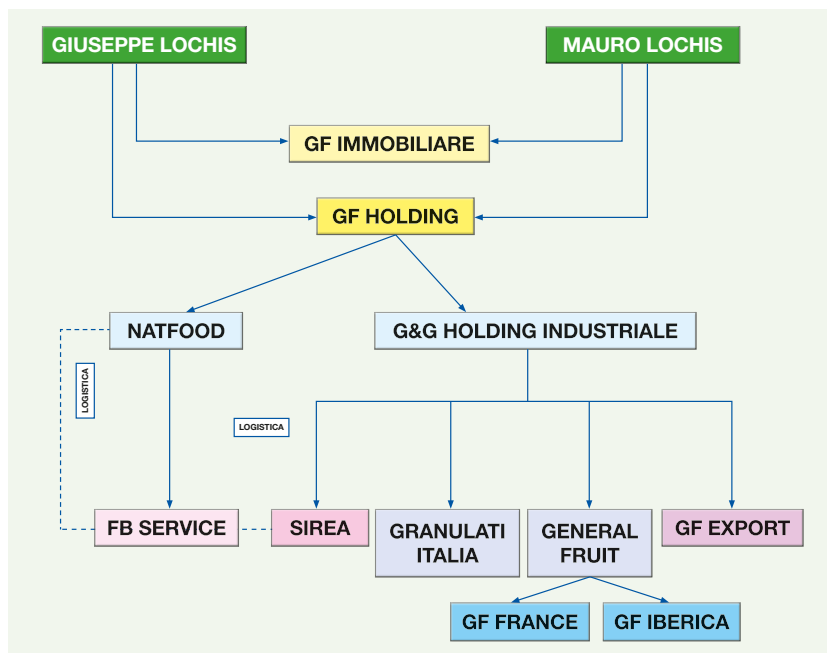 GIUSEPPE LOCHIS
MAURO LOCHIS
GF IMMOBILIARE
GF HOLDING
NATFOOD
G&G HOLDING INDUSTRIALE
LOGISTICA
LOGISTICA
FB SERVICE
SIREA
GRANULATI
ITALIA
GENERAL
FRUIT
GF EXPORT
GF FRANCE
GF IBERICA